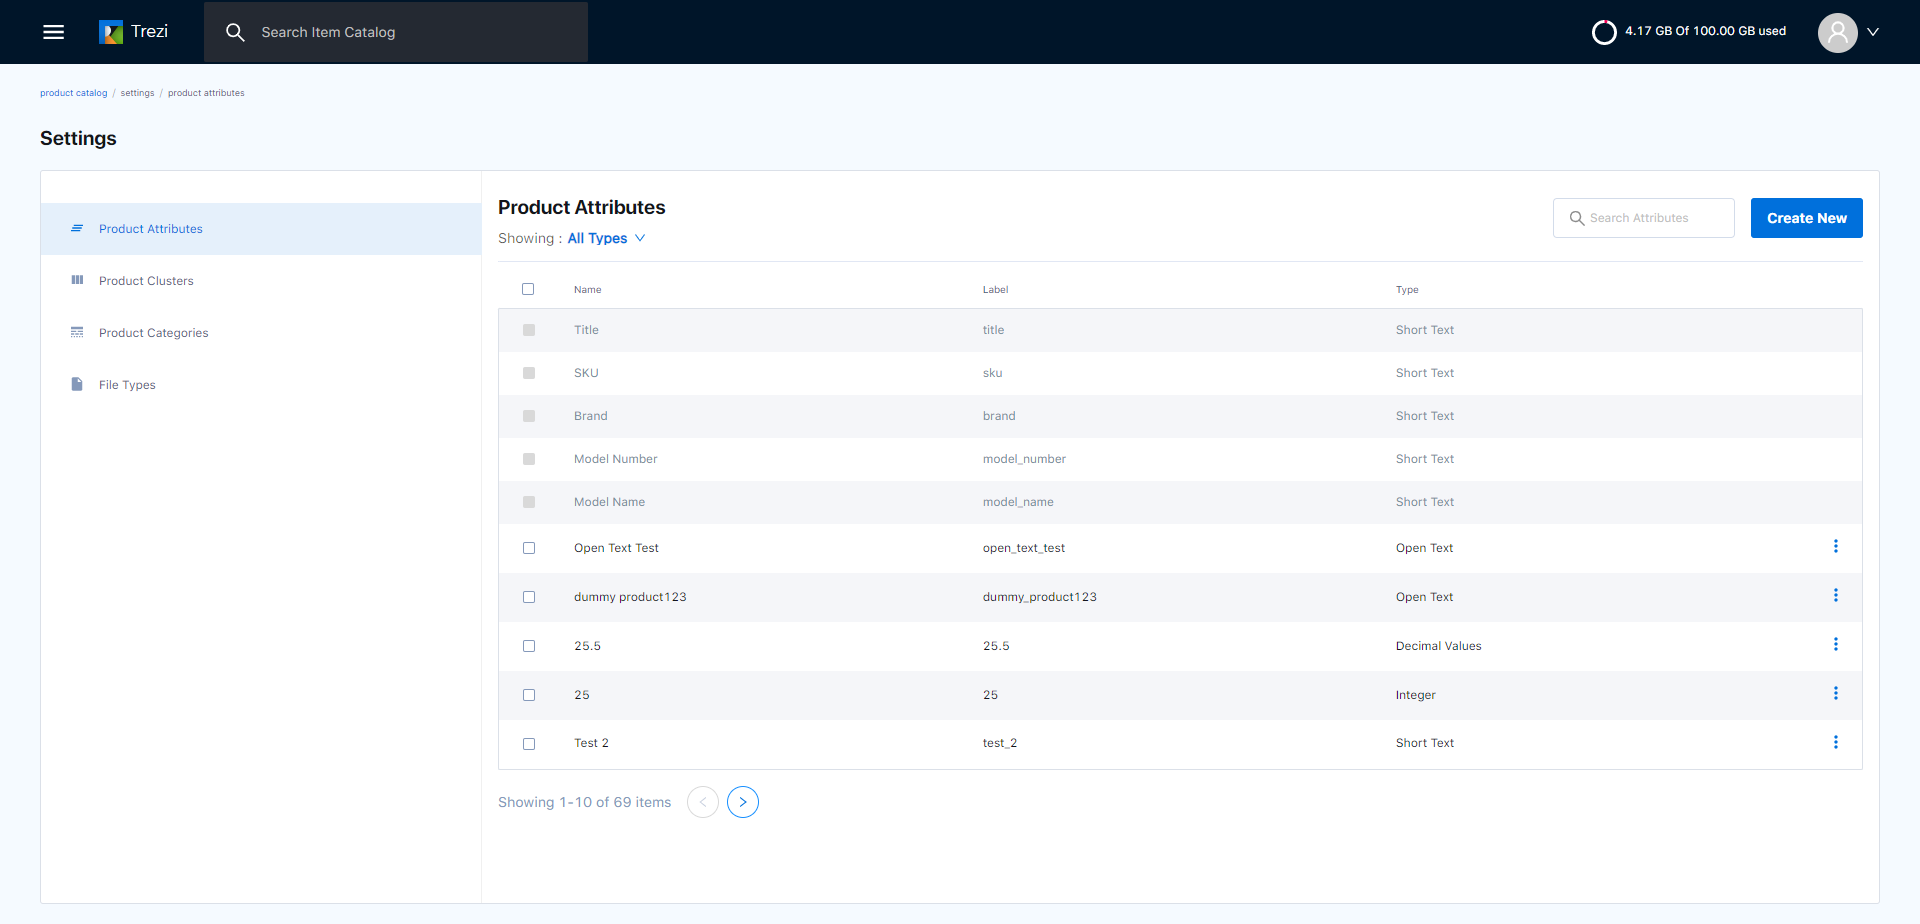 Trezi
Search Item Catalog
4.17 GB Of 100.00 GB used
product catalog / settings / product attributes
Settings
Product Attributes
Product Clusters
Product Categories
File Types
Product Attributes
Showing : All Types
Search Attributes
Create New
Name Label Type
Title title Short Text
SKU sku Short Text
Brand brand Short Text
Model Number model_number Short Text
Model Name model_name Short Text
Open Text Test open_text_test Open Text
dummy product123 dummy_product123 Open Text
25.5 25.5 Decimal Values
25 25 Integer
Test 2 test_2 Short Text
Showing 1-10 of 69 items